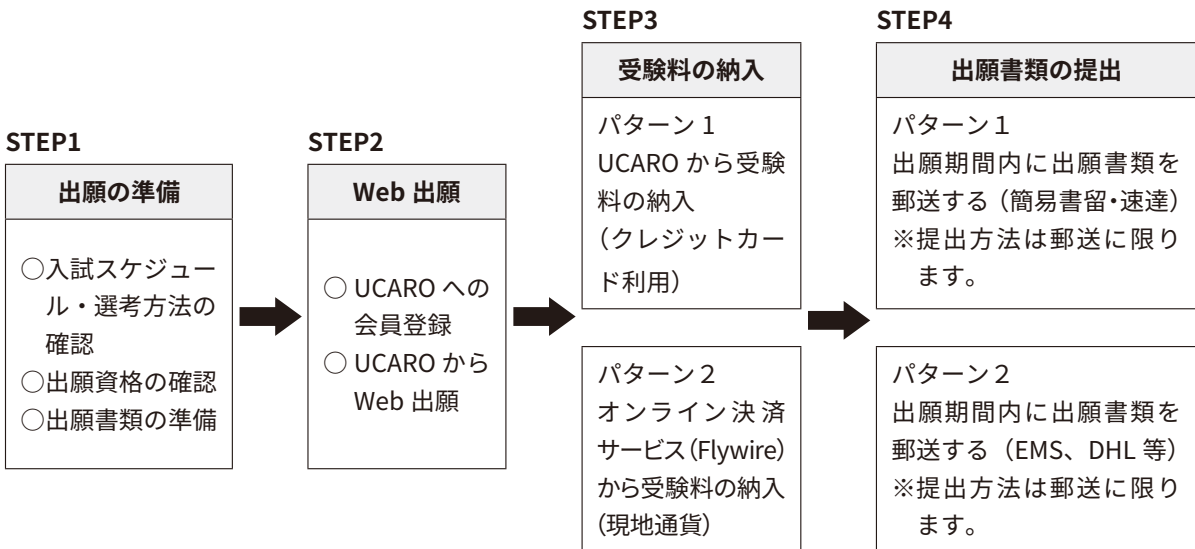 STEP1
出願の準備
○入試スケジュー
ル・選考方法の
確認
○出願資格の確認
○出願書類の準備
STEP2
Web 出願
○ UCARO への
会員登録
○ UCARO から
Web 出願
STEP3
受験料の納入
パターン 1
UCARO から受験
料の納入
（クレジットカー
ド利用）
パターン２
オンライン決済
サービス（Flywire）
から受験料の納入
（現地通貨）
STEP4
出願書類の提出
パターン１
出願期間内に出願書類を
郵送する（簡易書留・速達）
※提出方法は郵送に限り
ます。
パターン２
出願期間内に出願書類を
郵送する（EMS、DHL 等）
※提出方法は郵送に限り
ます。